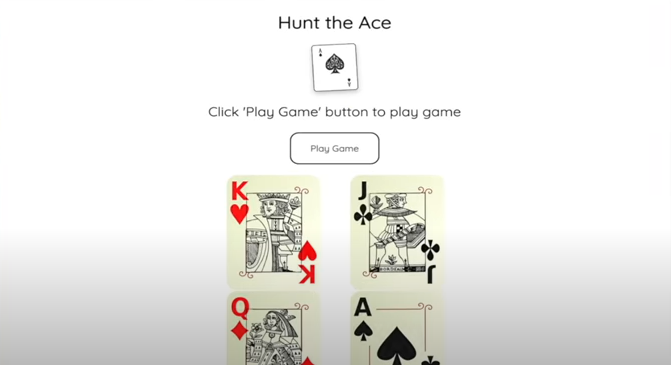 Hunt the Ace
A
A
Click 'Play Game' button to play game
Play Game
K J
K J
Q A